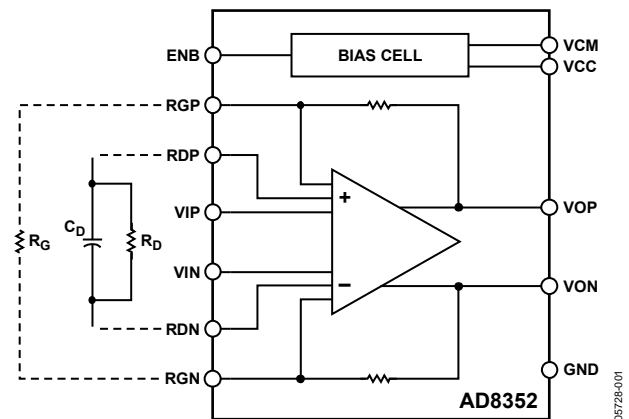 ENB
BIAS CELL
VCM
VCC
RGP
RDP
+
VIP
VOP
CD
RG
RD
VIN
−
VON
RDN
RGN
GND
AD8352
05728-001